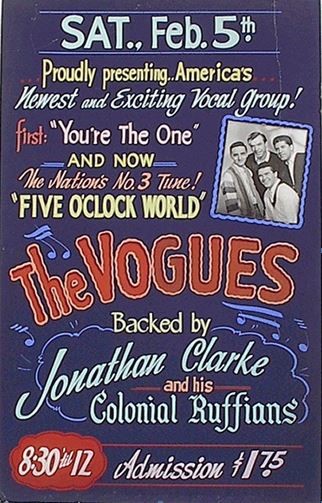 SAT., Feb. 5th.
Proudly presenting.. America's...
Newest and Exciting Vocal Group!
first: "You're The One"
AND NOW
The Nation's No. 3 Tune!
"FIVE O'CLOCK WORLD"
The VOGUES
Backed by
Jonathan Clarke
and his
Colonial Ruffians
8:30 'til 12 Admission $1.75